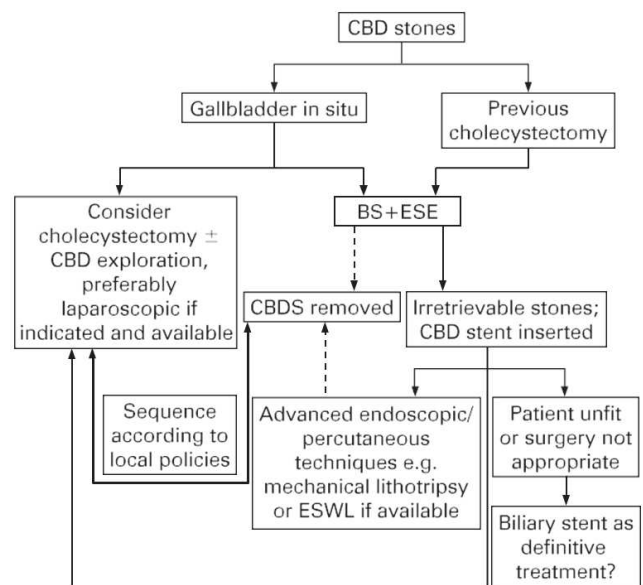 CBD stones
Gallbladder in situ
Previous
cholecystectomy
Consider
cholecystectomy ±
CBD exploration,
preferably
laparoscopic if
indicated and available
BS+ESE
CBDS removed
Irretrievable stones;
CBD stent inserted
Sequence
according to
local policies
Advanced endoscopic/
percutaneous
techniques e.g.
mechanical lithotripsy
or ESWL if available
Patient unfit
or surgery not
appropriate
Biliary stent as
definitive
treatment?